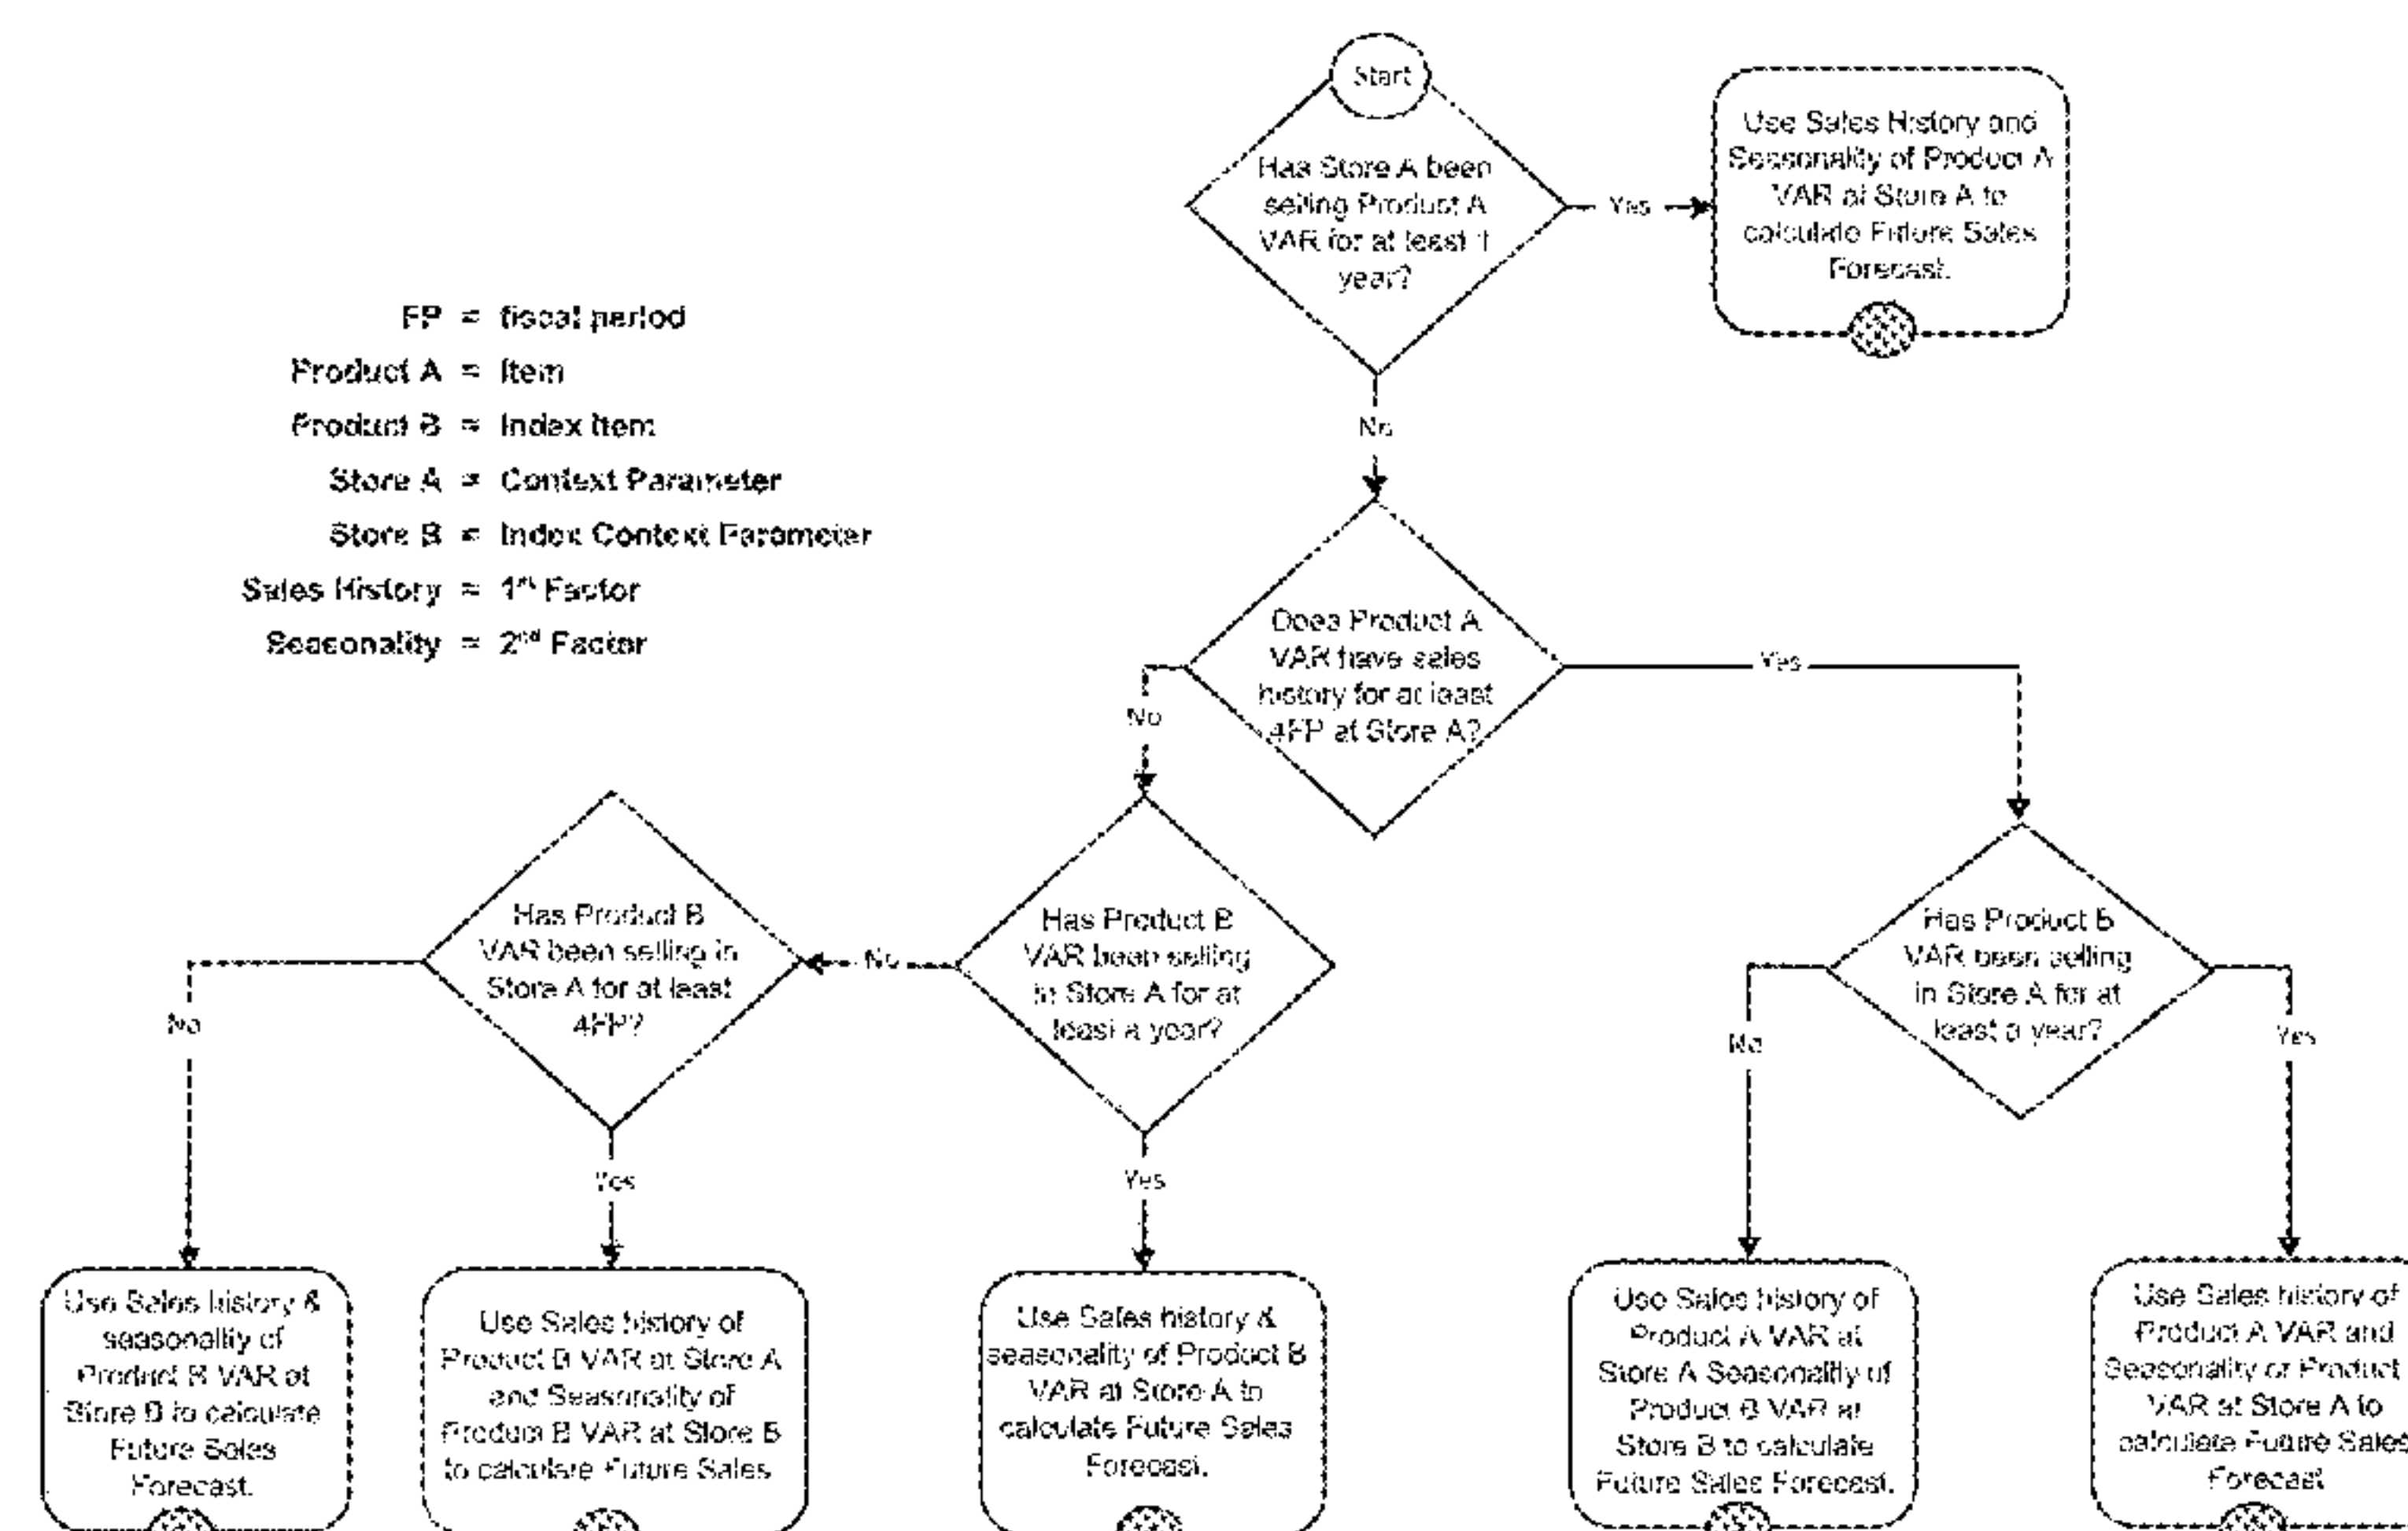 Start
Has Store A been
selling Product A
VAR for at least 1
year?
Yes
Use Sales History and
Seasonality of Product A
VAR at Store A to
calculate Future Sales
Forecast.
No
FP = fiscal period
Product A = Item
Product B = Index Item
Store A = Context Parameter
Store B = Index Context Parameter
Sales History = 1st Factor
Seasonality = 2nd Factor
Does Product A
VAR have sales
history for at least
4FP at Store A?
No
Yes
Has Product B
VAR been selling in
Store A for at least
4FP?
No
Has Product B
VAR been selling
in Store A for at
least a year?
Has Product B
VAR been selling
in Store A for at
least a year?
No
Yes
Yes
No
Yes
Use Sales history &
seasonality of
Product B VAR at
Store B to calculate
Future Sales
Forecast.
Use Sales history of
Product B VAR at Store A
and Seasonality of
Product B VAR at Store B
to calculate Future Sales
Use Sales history &
seasonality of Product B
VAR at Store A to
calculate Future Sales
Forecast.
Use Sales history of
Product A VAR at
Store A Seasonality of
Product B VAR at
Store B to calculate
Future Sales Forecast.
Use Sales history of
Product A VAR and
Seasonality of Product
VAR at Store A to
calculate Future Sales
Forecast